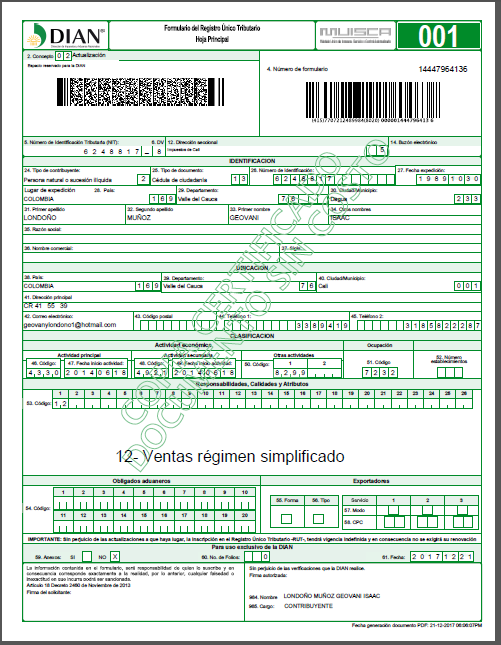 DIAN®
Formulario del Registro Único Tributario
Hoja Principal
MUISCA
001
2. Concepto 0 2 Actualización
Espacio reservado para la DIAN
4. Número de formulario 14447964136
5. Número de Identificación Tributaria (NIT):
6 2 4 8 8 1 7
6. DV
8
12. Dirección seccional
Impuestos de Cali
5
14. Buzón electrónico
IDENTIFICACION
24. Tipo de contribuyente:
Persona natural o sucesión ilíquida 2
25. Tipo de documento:
Cédula de ciudadanía 1 3
26. Número de Identificación:
6 2 4 8 8 1 7
27. Fecha expedición:
1 9 8 9 1 0 3 0
Lugar de expedición 28. País:
COLOMBIA 1 6 9
29. Departamento:
Valle del Cauca 7 6
30. Ciudad/Municipio:
Dagua 2 3 3
31. Primer apellido
LONDOÑO
32. Segundo apellido
MUÑOZ
33. Primer nombre
GEOVANI
34. Otros nombres
ISAAC
35. Razón social:
36. Nombre comercial:
37. Sigla:
UBICACION
38. País:
COLOMBIA 1 6 9
39. Departamento:
Valle del Cauca 7 6
40. Ciudad/Municipio:
Cali 0 0 1
41. Dirección principal
CR 41 55 39
42. Correo electrónico:
geovanylondono1@hotmail.com
43. Código postal
44. Teléfono 1:
3 3 8 9 4 1 9
45. Teléfono 2:
3 1 8 5 8 2 2 2 8 7
CLASIFICACION
Actividad económica
Ocupación
Actividad principal
Actividad secundaria
Otras actividades
46. Código:
4 3 3 0
47. Fecha inicio actividad:
2 0 1 4 0 6 1 8
48. Código:
4 9 2 1
49. Fecha inicio actividad:
2 0 1 4 0 6 1 8
50. Código:
1 2
8 2 9 9
51. Código
7 2 3 2
52. Número establecimientos
Responsabilidades, Calidades y Atributos
1 2 3 4 5 6 7 8 9 10 11 12 13 14 15 16 17 18 19 20 21 22 23 24 25 26
53. Código: 1 2
12- Ventas régimen simplificado
COPIA CERTIFICADO
DOCUMENTO SIN COSTO
Obligados aduaneros
Exportadores
1 2 3 4 5 6 7 8 9 10
54. Código:
11 12 13 14 15 16 17 18 19 20
55. Forma
56. Tipo
Servicio 1 2 3
57. Modo
58. CPC
IMPORTANTE: Sin perjuicio de las actualizaciones a que haya lugar, la inscripción en el Registro Único Tributario -RUT-, tendrá vigencia indefinida y en consecuencia no se exigirá su renovación
Para uso exclusivo de la DIAN
59. Anexos: SI NO X
60. No. de Folios: 0
61. Fecha: 2 0 1 7 1 2 2 1
La información contenida en el formulario, será responsabilidad de quien lo suscribe y en
consecuencia corresponde exactamente a la realidad, por lo anterior, cualquier falsedad o
inexactitud en que incurra podrá ser sancionada.
Artículo 18 Decreto 2460 de Noviembre de 2013
Firma del solicitante:
Sin perjuicio de las verificaciones que la DIAN realice.
Firma autorizada:
984. Nombre LONDOÑO MUÑOZ GEOVANI ISAAC
985. Cargo: CONTRIBUYENTE
Fecha generación documento PDF: 21-12-2017 06:06:07PM